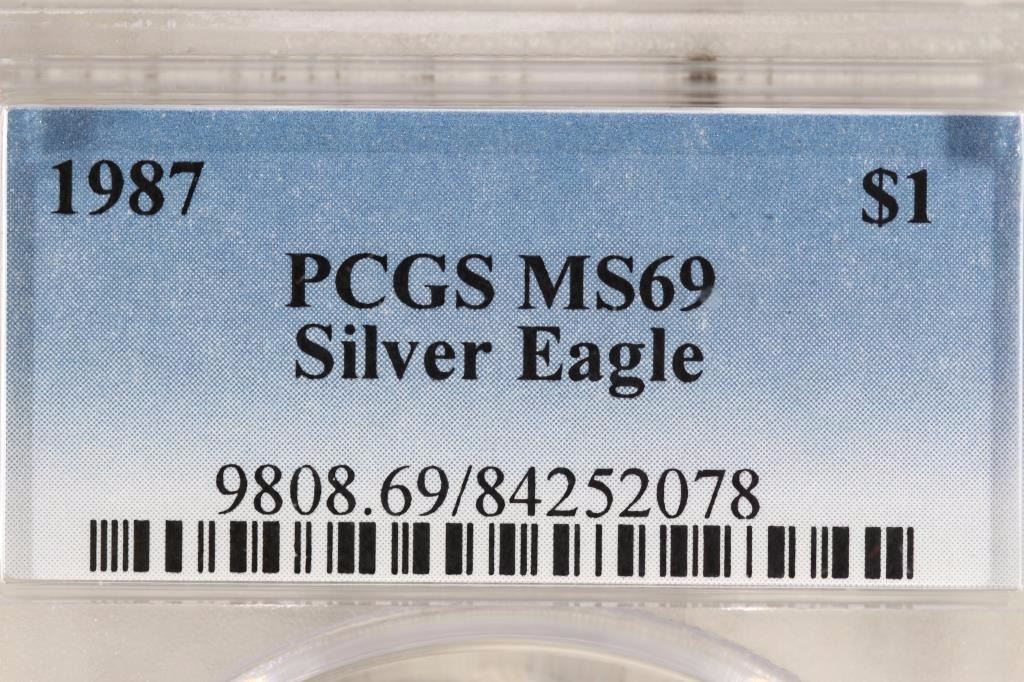 1987 $1
PCGS MS69
Silver Eagle
9808.69/84252078